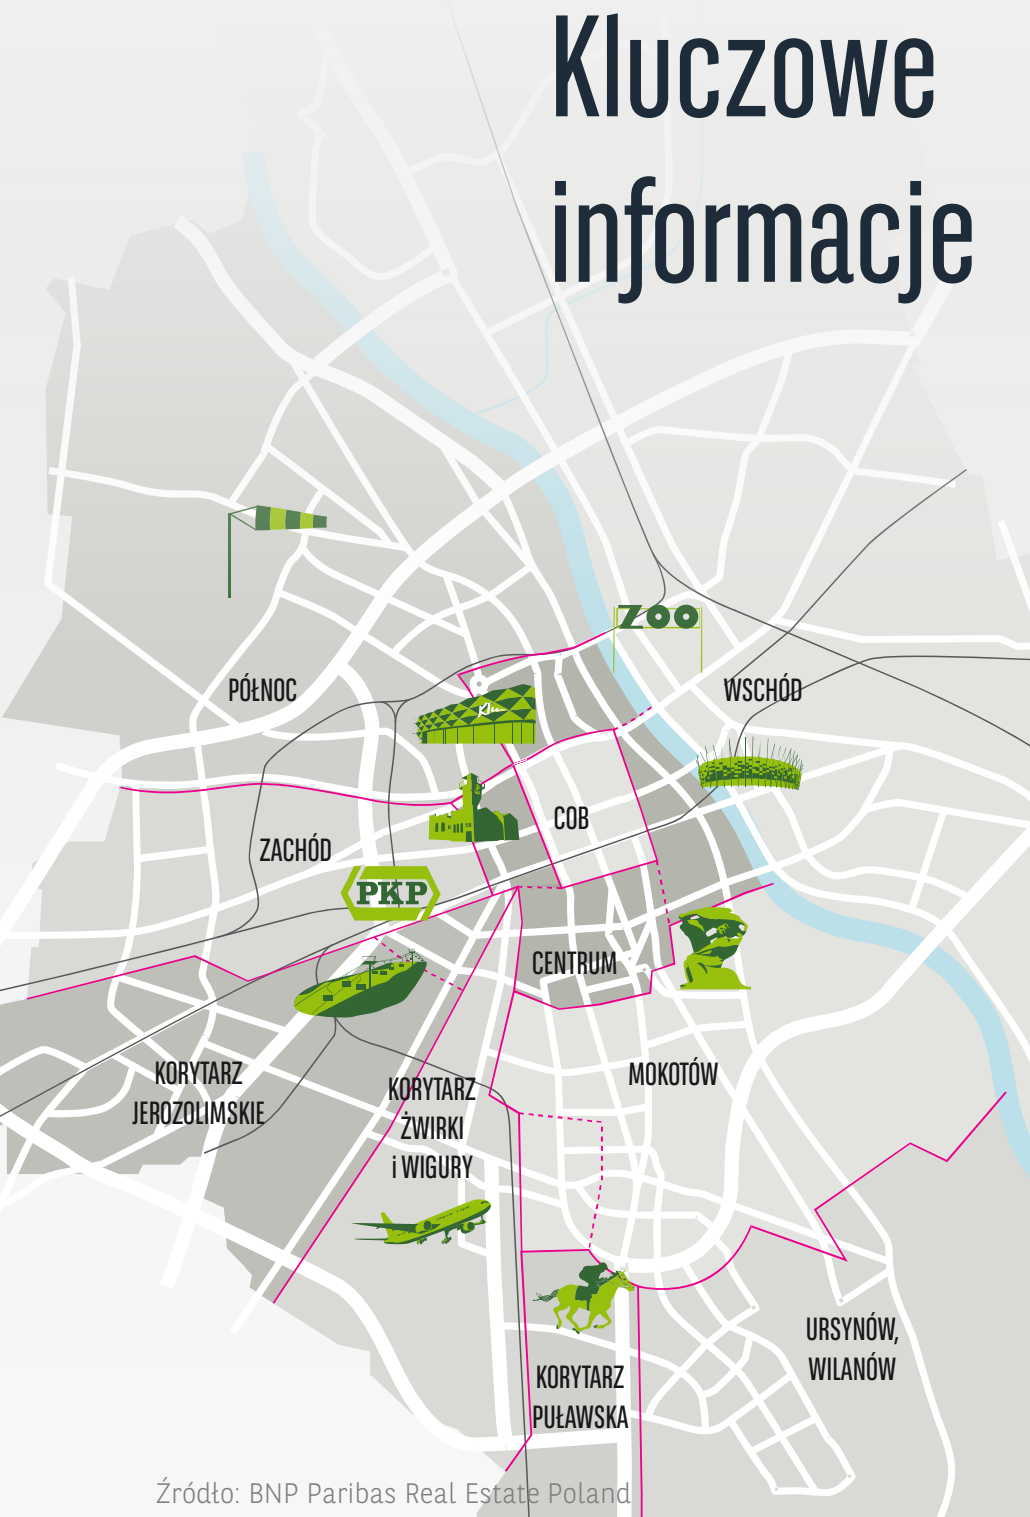 Kluczowe
informacje
ZOO
PÓŁNOC
WSCHÓD
Klu
COB
ZACHÓD
PKP
CENTRUM
KORYTARZ
JEROZOLIMSKIE
KORYTARZ
ŻWIRKI
i WIGURY
MOKOTÓW
URSYNÓW,
WILANÓW
KORYTARZ
PUŁAWSKA
Źródło: BNP Paribas Real Estate Poland